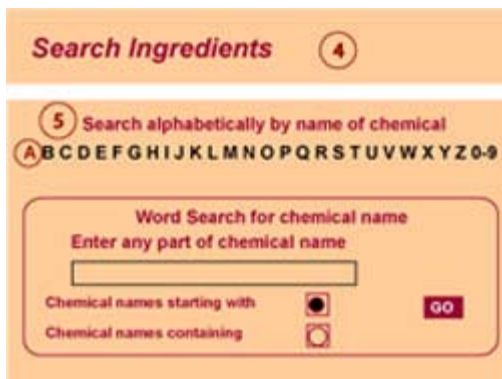 Search Ingredients 4
5 Search alphabetically by name of chemical
A B C D E F G H I J K L M N O P Q R S T U V W X Y Z 0-9
Word Search for chemical name
Enter any part of chemical name
Chemical names starting with
GO
Chemical names containing